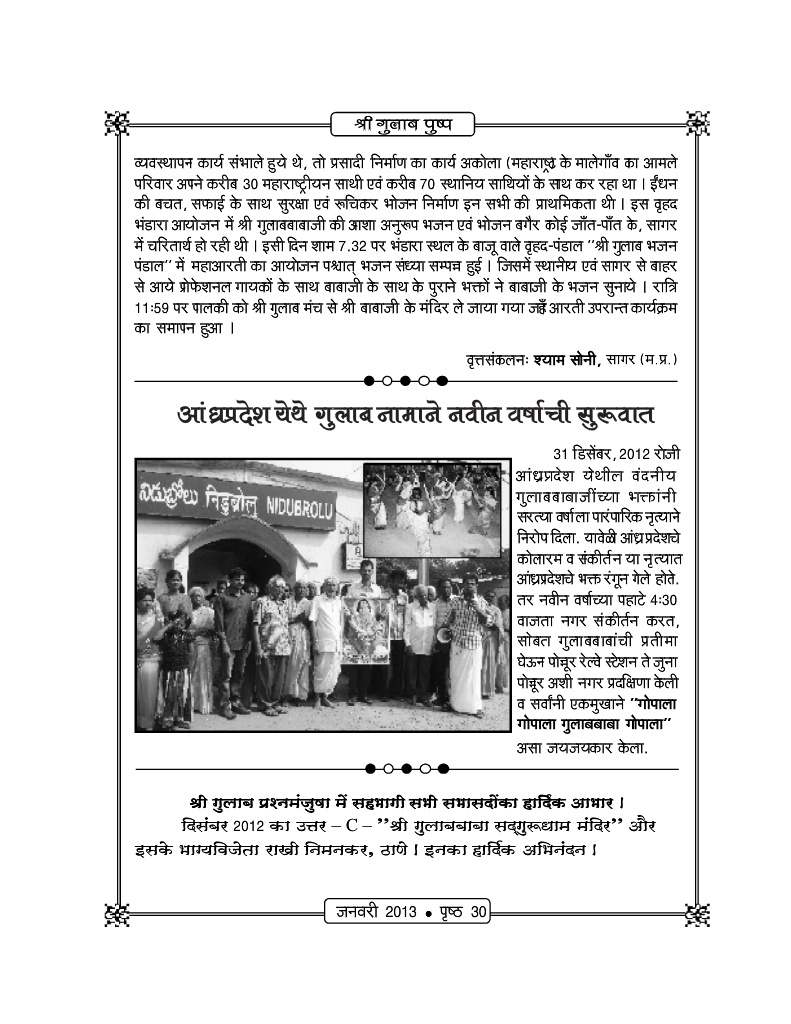 श्री गुलाब पुष्प
व्यवस्थापन कार्य संभाले हुये थे, तो प्रसादी निर्माण का कार्य अकोला (महाराष्ट्र) के मालेगाँव का आमले
परिवार अपने करीब 30 महाराष्ट्रीयन साथी एवं करीब 70 स्थानिय साथियों के साथ कर रहा था । ईंधन
की बचत, सफाई के साथ सुरक्षा एवं रूचिकर भोजन निर्माण इन सभी की प्राथमिकता थी । इस वृहद
भंडारा आयोजन में श्री गुलाबबाबाजी की आशा अनुरूप भजन एवं भोजन बगैर कोई जाँत-पाँत के, सागर
में चरितार्थ हो रही थी । इसी दिन शाम 7.32 पर भंडारा स्थल के बाजू वाले वृहद-पंडाल "श्री गुलाब भजन
पंडाल" में महाआरती का आयोजन पश्चात् भजन संध्या सम्पन्न हुई । जिसमें स्थानीय एवं सागर से बाहर
से आये प्रोफेशनल गायकों के साथ बाबाजी के साथ के पुराने भक्तों ने बाबाजी के भजन सुनाये । रात्रि
11:59 पर पालकी को श्री गुलाब मंच से श्री बाबाजी के मंदिर ले जाया गया जहाँ आरती उपरान्त कार्यक्रम
का समापन हुआ ।
वृत्तसंकलनः श्याम सोनी, सागर (म.प्र.)
आंध्रप्रदेश येथे गुलाब नामाने नवीन वर्षाची सुरूवात
నిడుబ్రోలు निडुब्रोलु NIDUBROLU
31 डिसेंबर, 2012 रोजी
आंध्रप्रदेश येथील वंदनीय
गुलाबबाबाजींच्या भक्तांनी
सरत्या वर्षाला पारंपारिक नृत्याने
निरोप दिला. यावेळी आंध्रप्रदेशचे
कोलारम व संकीर्तन या नृत्यात
आंध्रप्रदेशचे भक्त रंगून गेले होते.
तर नवीन वर्षाच्या पहाटे 4:30
वाजता नगर संकीर्तन करत,
सोबत गुलाबबाबांची प्रतीमा
घेऊन पोन्नूर रेल्वे स्टेशन ते जुना
पोन्नूर अशी नगर प्रदक्षिणा केली
व सर्वांनी एकमुखाने "गोपाला
गोपाला गुलाबबाबा गोपाला"
असा जयजयकार केला.
श्री गुलाब प्रश्नमंजुषा में सहभागी सभी सभासदोंका हार्दिक आभार ।
दिसंबर 2012 का उत्तर – C – "श्री गुलाबबाबा सद्‌गुरूधाम मंदिर" और
इसके भाग्यविजेता राखी निमनकर, ठाणे । इनका हार्दिक अभिनंदन ।
जनवरी 2013 ● पृष्ठ 30